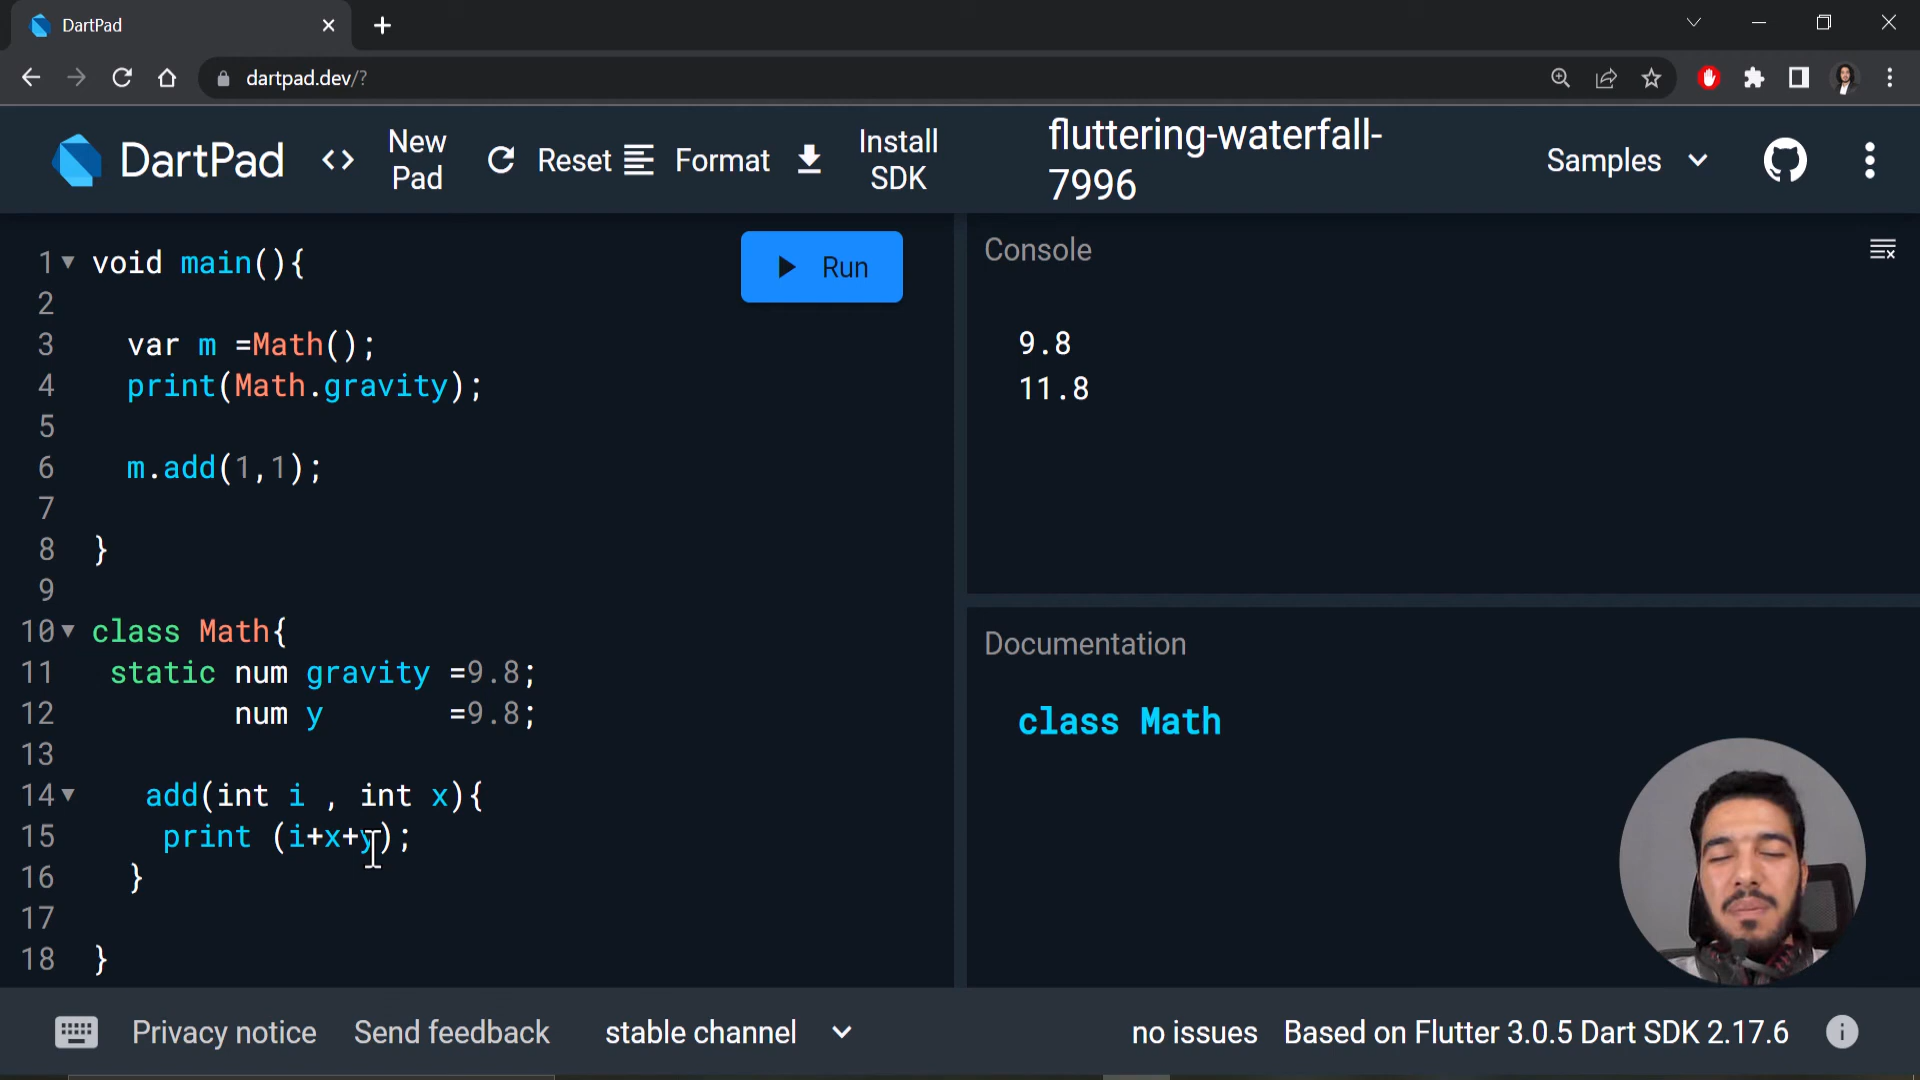 DartPad
dartpad.dev/?
DartPad
New Pad
Reset
Format
Install SDK
fluttering-waterfall-
7996
Samples
Run
1 void main(){
2
3 var m =Math();
4 print(Math.gravity);
5
6 m.add(1,1);
7
8 }
9
10 class Math{
11 static num gravity =9.8;
12 num y =9.8;
13
14 add(int i , int x){
15 print (i+x+y);
16 }
17
18 }
Console
9.8
11.8
Documentation
class Math
Privacy notice
Send feedback
stable channel
no issues
Based on Flutter 3.0.5 Dart SDK 2.17.6